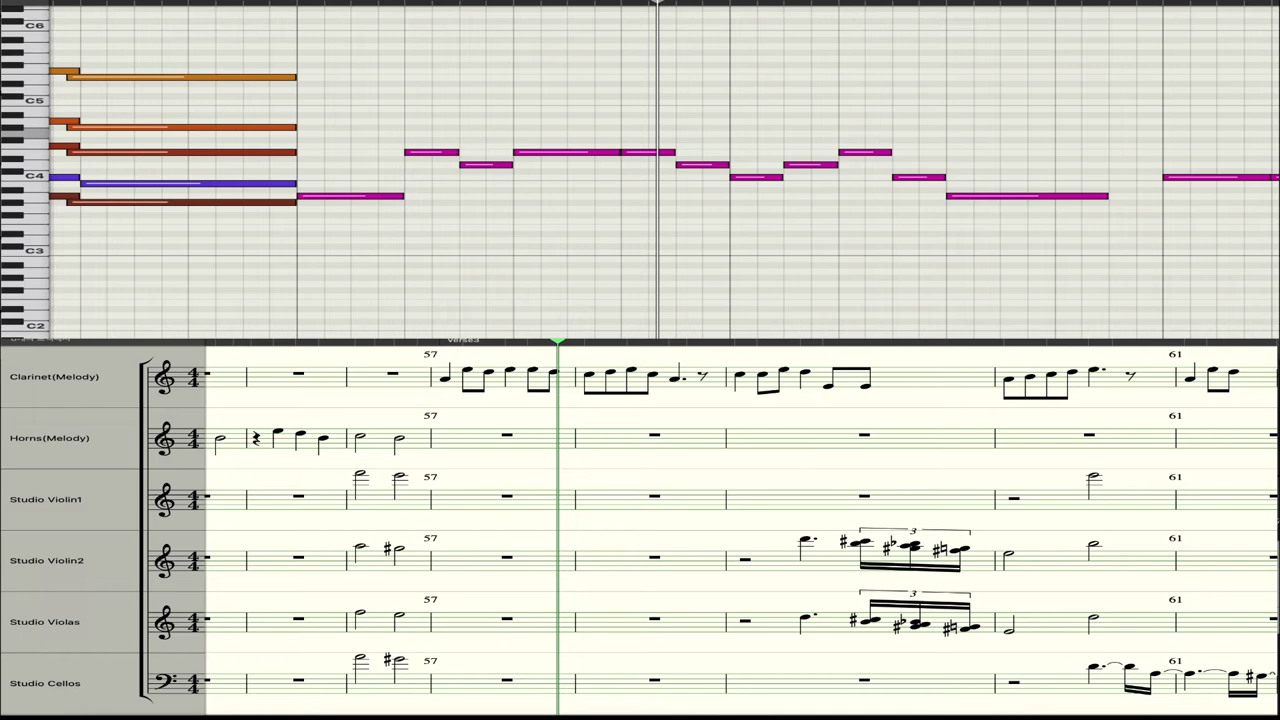 C6
C5
C4
C3
C2
Verse3
57 61
Clarinet(Melody)
57 61
Horns(Melody)
57 61
Studio Violin1
57 3 61
Studio Violin2
57 3 61
Studio Violas
57 61
Studio Cellos